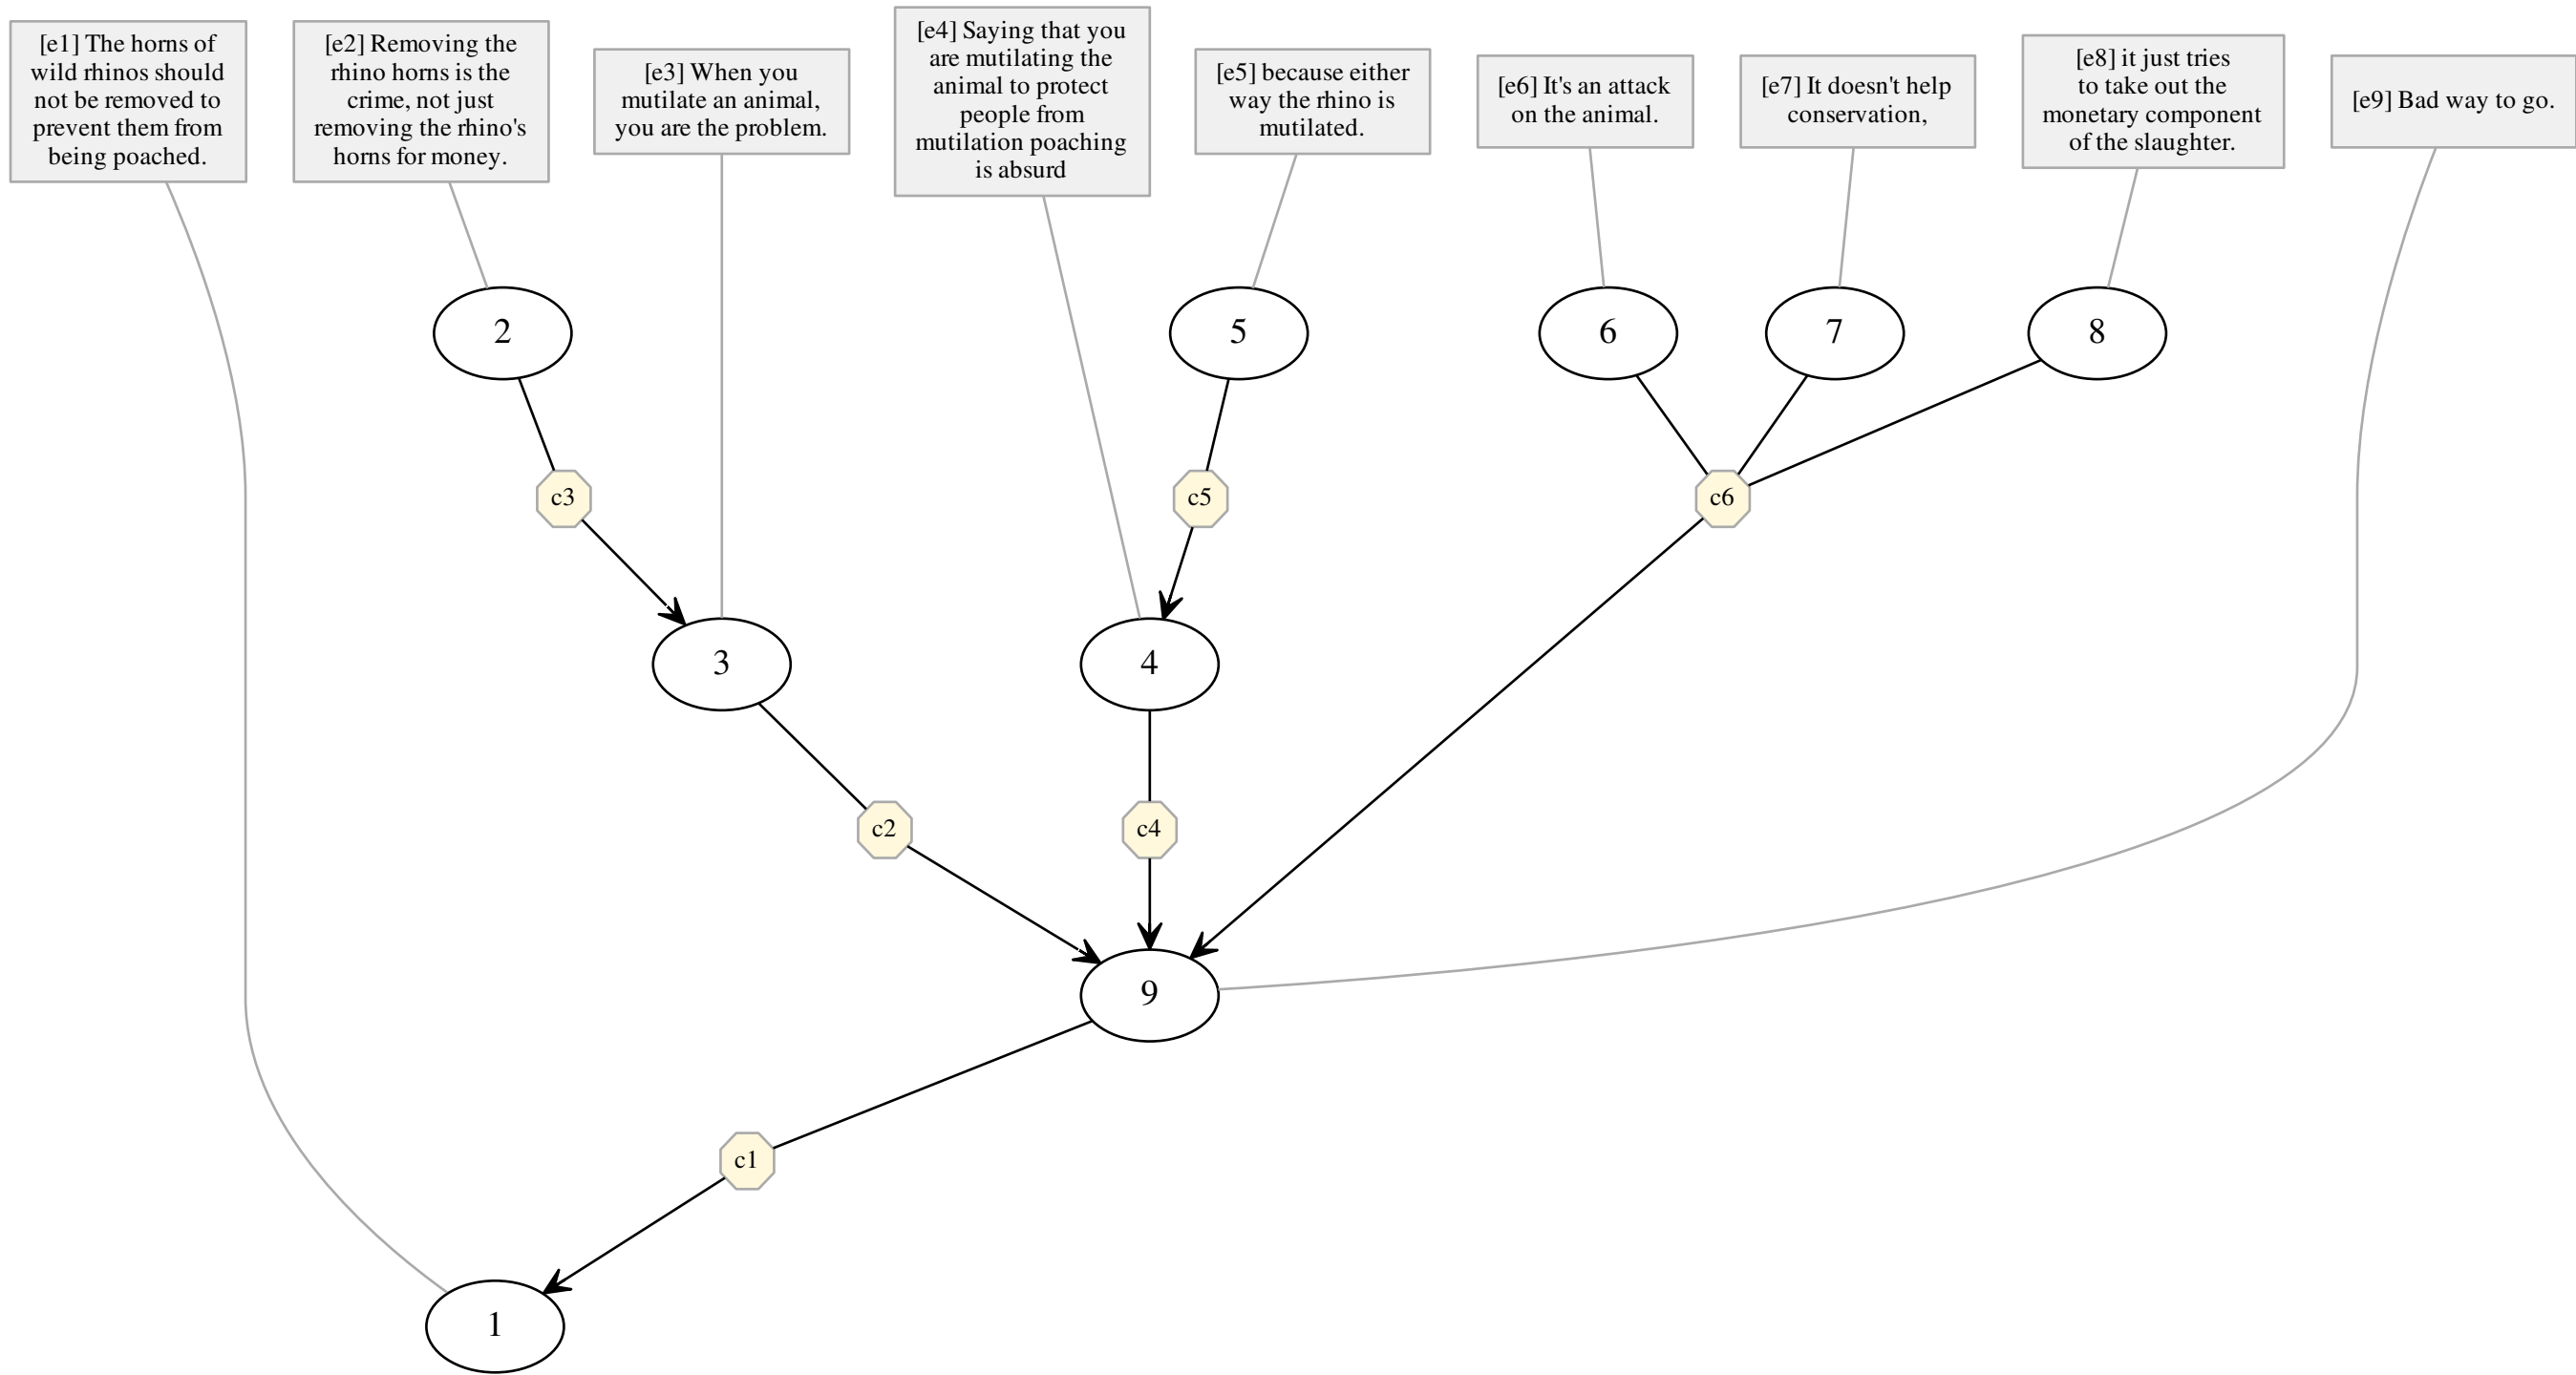 [e1] The horns of
wild rhinos should
not be removed to
prevent them from
being poached.
[e2] Removing the
rhino horns is the
crime, not just
removing the rhino's
horns for money.
[e3] When you
mutilate an animal,
you are the problem.
[e4] Saying that you
are mutilating the
animal to protect
people from
mutilation poaching
is absurd
[e5] because either
way the rhino is
mutilated.
[e6] It's an attack
on the animal.
[e7] It doesn't help
conservation,
[e8] it just tries
to take out the
monetary component
of the slaughter.
[e9] Bad way to go.
2
5
6
7
8
c3
c5
c6
3
4
c2
c4
9
c1
1